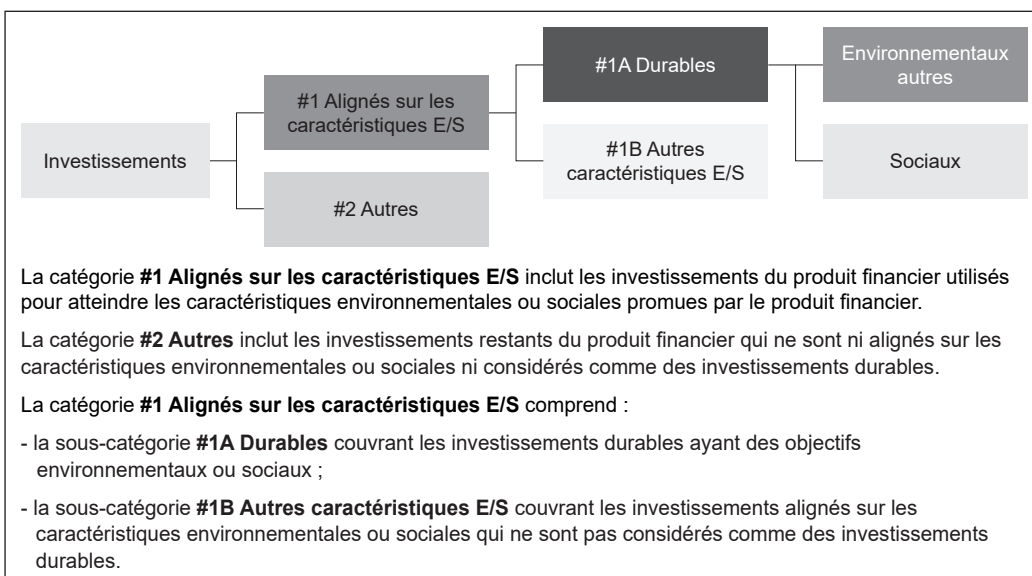 Investissements
#1 Alignés sur les
caractéristiques E/S
#2 Autres
#1A Durables
#1B Autres
caractéristiques E/S
Environnementaux
autres
Sociaux
La catégorie #1 Alignés sur les caractéristiques E/S inclut les investissements du produit financier utilisés
pour atteindre les caractéristiques environnementales ou sociales promues par le produit financier.
La catégorie #2 Autres inclut les investissements restants du produit financier qui ne sont ni alignés sur les
caractéristiques environnementales ou sociales ni considérés comme des investissements durables.
La catégorie #1 Alignés sur les caractéristiques E/S comprend :
- la sous-catégorie #1A Durables couvrant les investissements durables ayant des objectifs
environnementaux ou sociaux ;
- la sous-catégorie #1B Autres caractéristiques E/S couvrant les investissements alignés sur les
caractéristiques environnementales ou sociales qui ne sont pas considérés comme des investissements
durables.